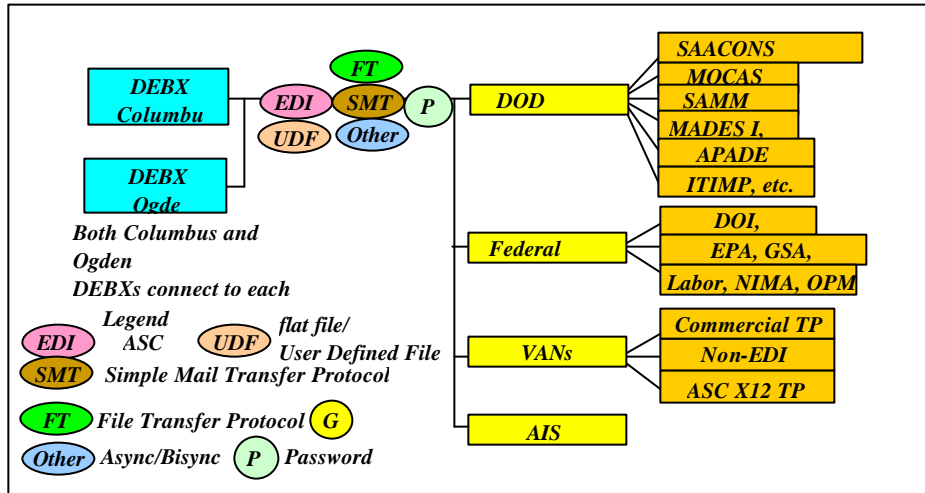 DEBX
Columbu
DEBX
Ogde
Both Columbus and
Ogden
DEBXs connect to each
EDI
UDF
FT
SMT
Other
P
DOD
SAACONS
MOCAS
SAMM
MADES I,
APADE
ITIMP, etc.
Federal
DOI,
EPA, GSA,
Labor, NIMA, OPM
VANs
Commercial TP
Non-EDI
ASC X12 TP
AIS
Legend
EDI ASC
UDF flat file/
User Defined File
SMT Simple Mail Transfer Protocol
FT File Transfer Protocol G
Other Async/Bisync P Password